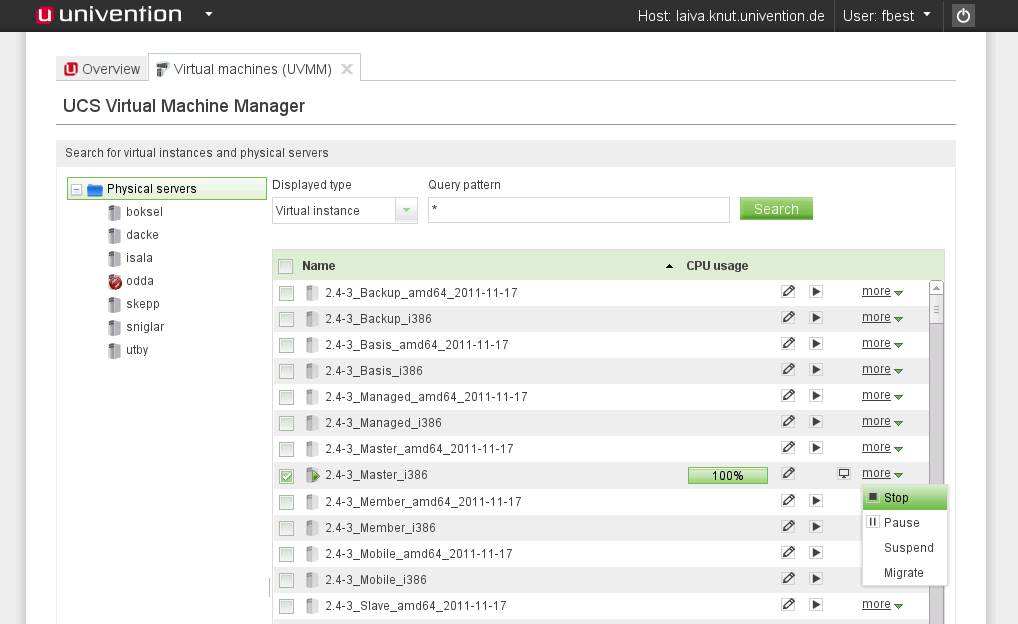 univention
Host: laiva.knut.univention.de
User: fbest
Overview
Virtual machines (UVMM)
UCS Virtual Machine Manager
Search for virtual instances and physical servers
Physical servers
boksel
dacke
isala
odda
skepp
sniglar
utby
Displayed type
Query pattern
Virtual instance
*
Search
Name
CPU usage
2.4-3_Backup_amd64_2011-11-17 more
2.4-3_Backup_i386 more
2.4-3_Basis_amd64_2011-11-17 more
2.4-3_Basis_i386 more
2.4-3_Managed_amd64_2011-11-17 more
2.4-3_Managed_i386 more
2.4-3_Master_amd64_2011-11-17 more
2.4-3_Master_i386 100% more
2.4-3_Member_amd64_2011-11-17
2.4-3_Member_i386
2.4-3_Mobile_amd64_2011-11-17
2.4-3_Mobile_i386
2.4-3_Slave_amd64_2011-11-17 more
Stop
Pause
Suspend
Migrate